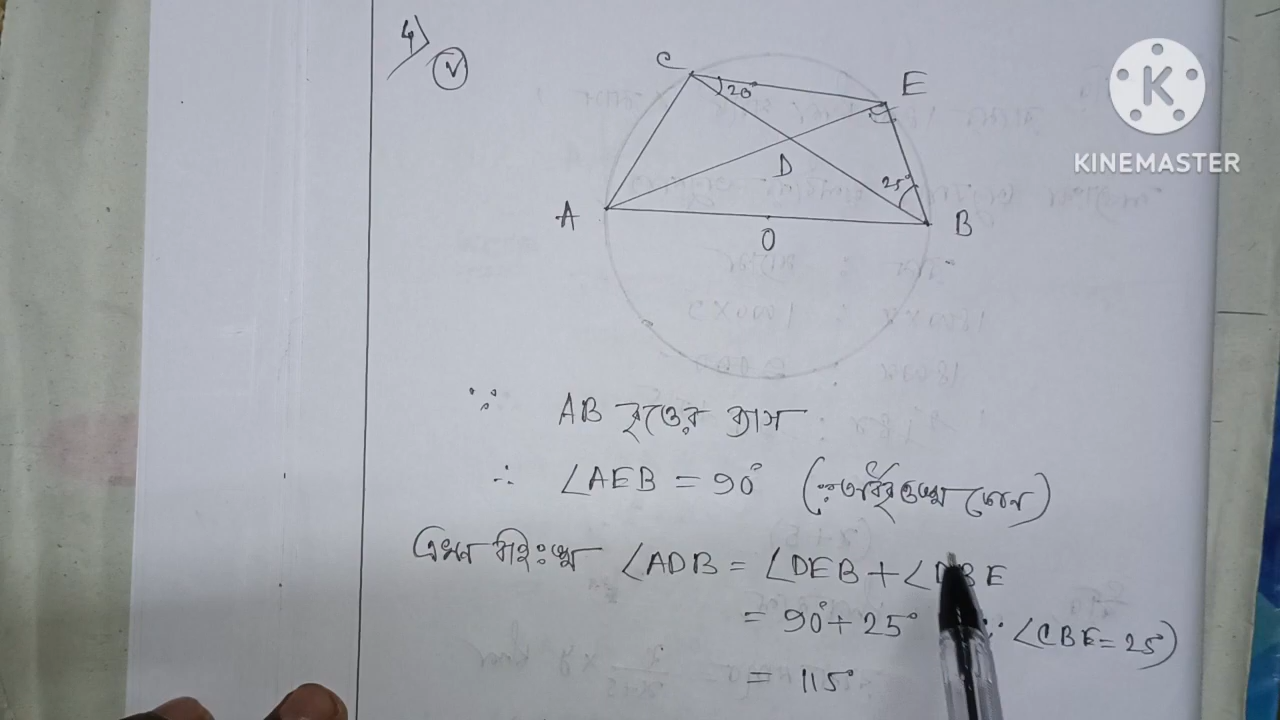 4)
V
C
E
20°
D
25°
A
B
O
∵ AB বৃত্তের ব্যাস
∴ ∠AEB = 90° (∵ অর্ধবৃত্তস্থ কোন)
এখন বহিঃস্থ ∠ADB = ∠DEB + ∠DBE
= 90° + 25° ∵ ∠CBE = 25°)
= 115°
K
KINEMASTER